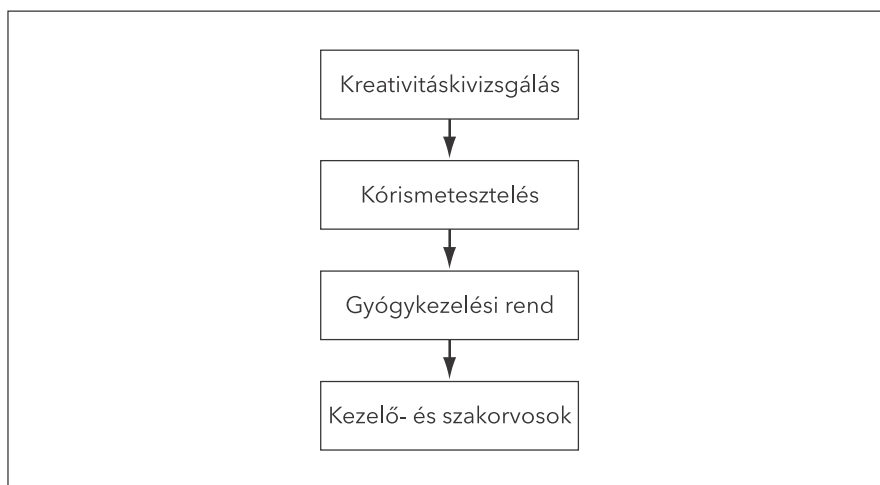 Kreativitáskivizsgálás
Kórismetesztelés
Gyógykezelési rend
Kezelő- és szakorvosok